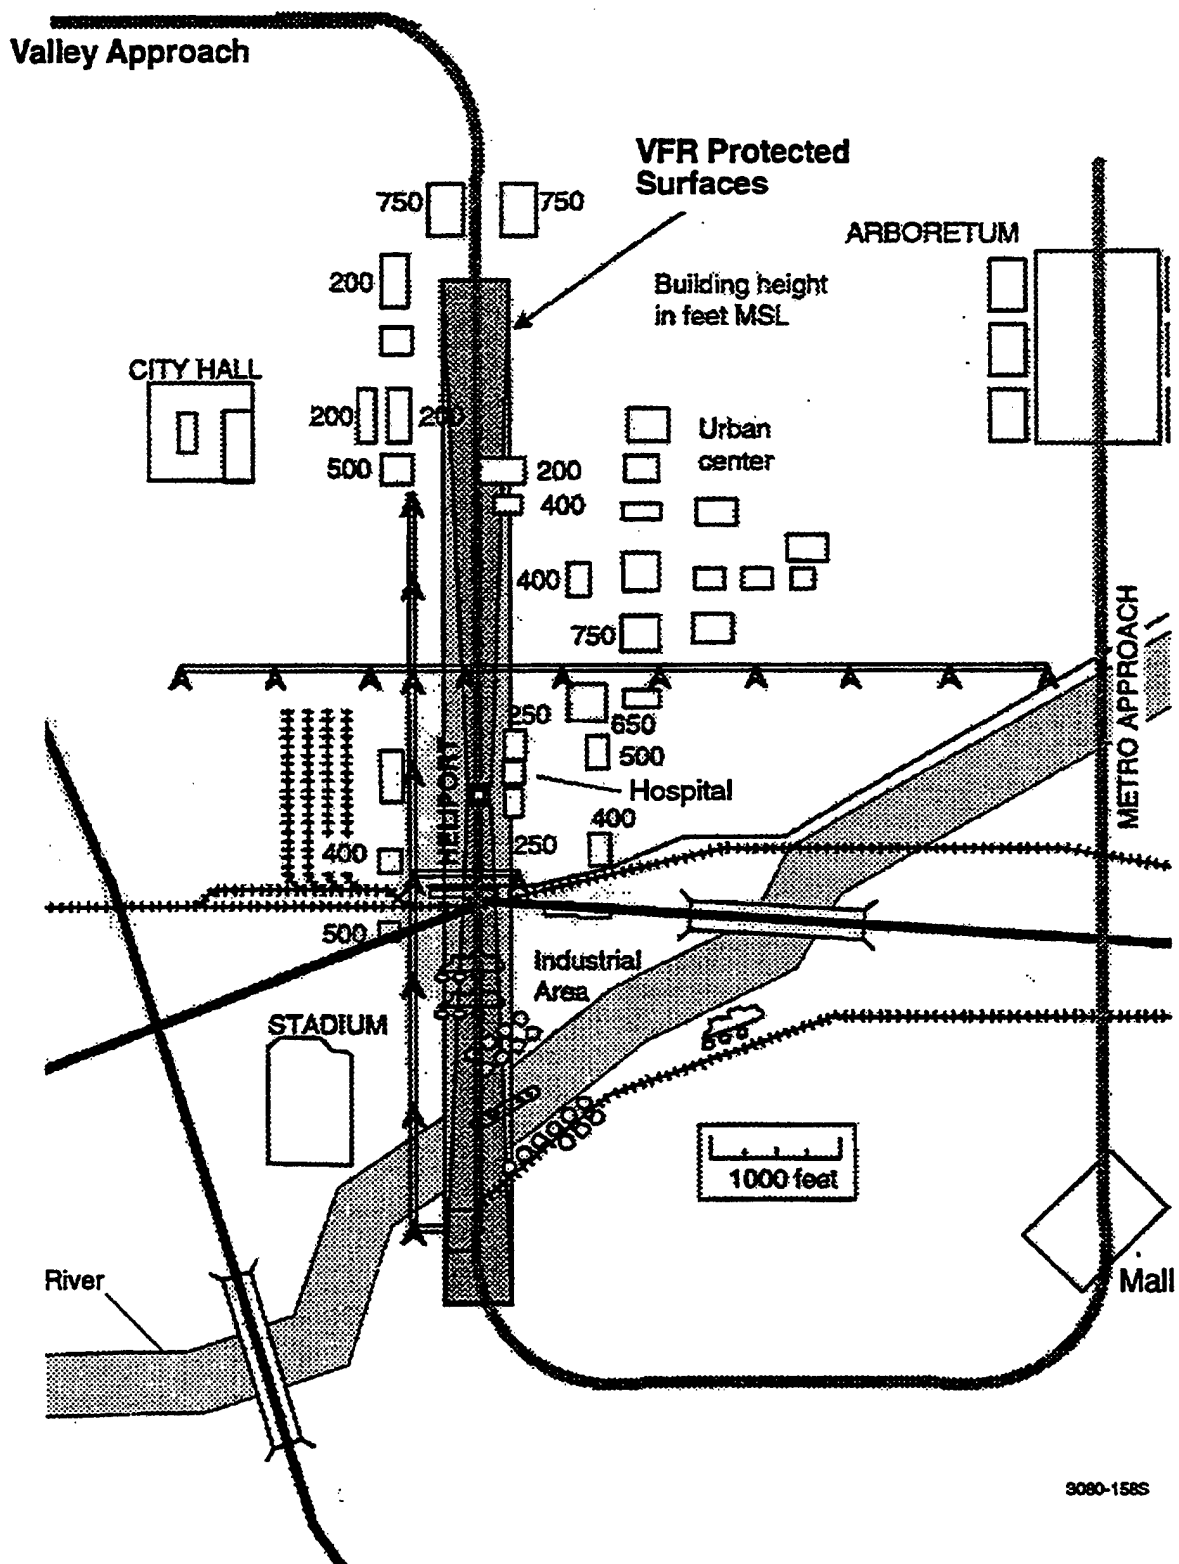 Valley Approach
VFR Protected
Surfaces
750
750
ARBORETUM
200
Building height
in feet MSL
CITY HALL
200
200
Urban
center
500
200
400
400
750
METRO APPROACH
250
650
500
HELIPORT
Hospital
400
400
250
500
Industrial
Area
STADIUM
1000 feet
River
Mall
3080-158S